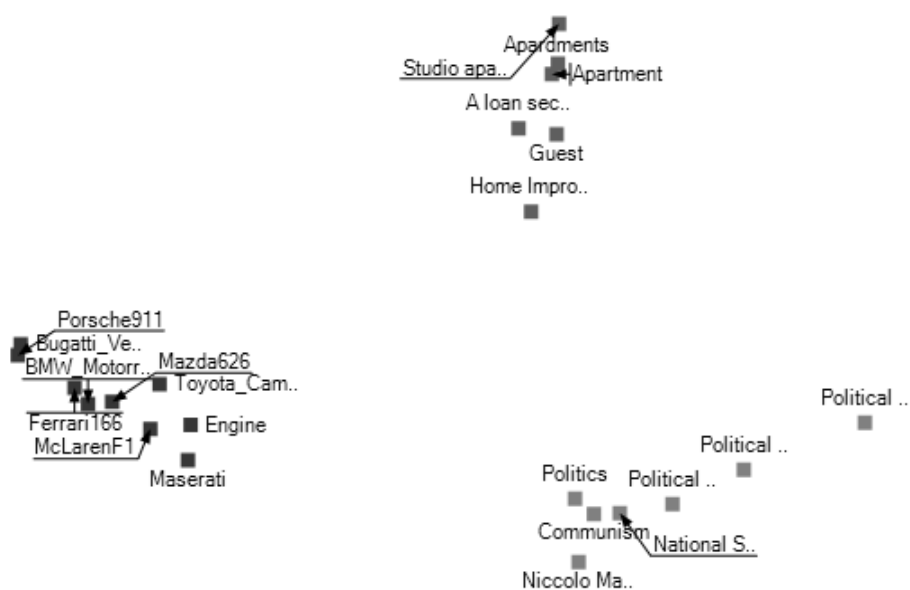 Apardments
Studio apa..
Apartment
A loan sec..
Guest
Home Impro..
Porsche911
Bugatti_Ve..
BMW_Motorr..
Mazda626
Toyota_Cam..
Ferrari166
Engine
McLarenF1
Maserati
Political ..
Political ..
Politics
Political ..
Communism
National S..
Niccolo Ma..